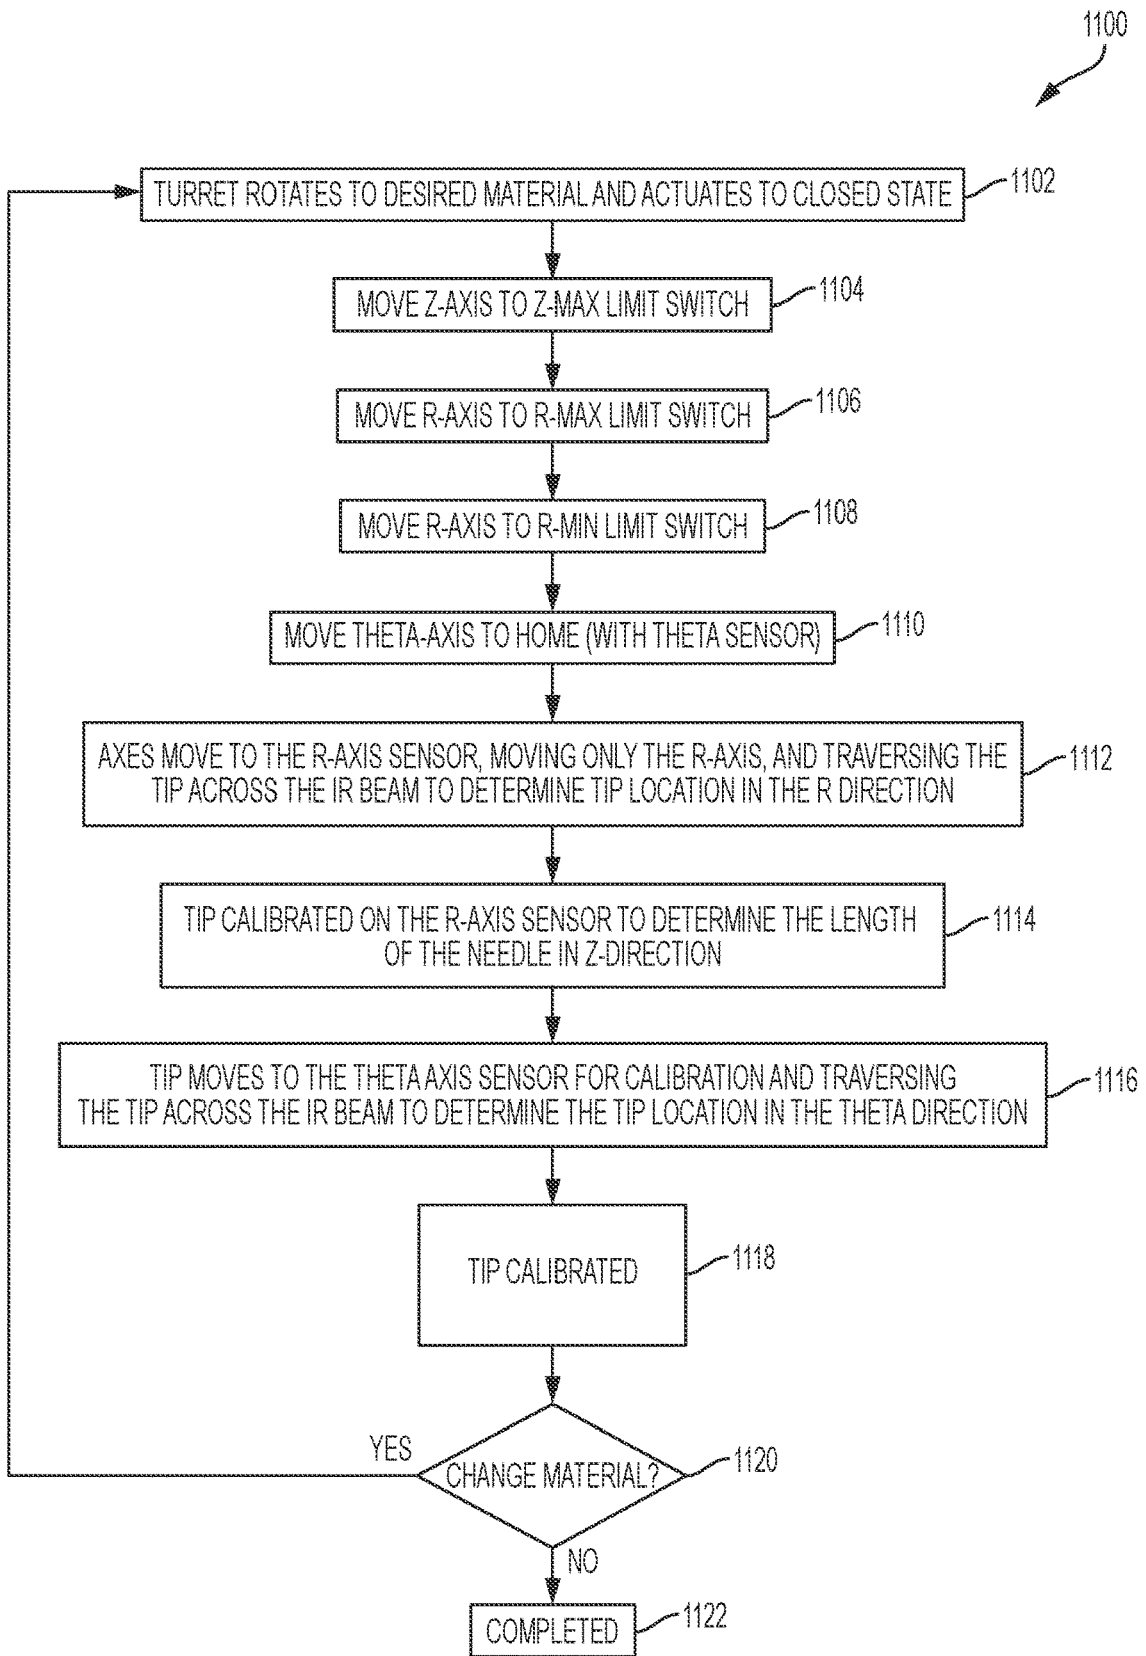 1100
TURRET ROTATES TO DESIRED MATERIAL AND ACTUATES TO CLOSED STATE
1102
MOVE Z-AXIS TO Z-MAX LIMIT SWITCH
1104
MOVE R-AXIS TO R-MAX LIMIT SWITCH
1106
MOVE R-AXIS TO R-MIN LIMIT SWITCH
1108
MOVE THETA-AXIS TO HOME (WITH THETA SENSOR)
1110
AXES MOVE TO THE R-AXIS SENSOR, MOVING ONLY THE R-AXIS, AND TRAVERSING THE
TIP ACROSS THE IR BEAM TO DETERMINE TIP LOCATION IN THE R DIRECTION
1112
TIP CALIBRATED ON THE R-AXIS SENSOR TO DETERMINE THE LENGTH
OF THE NEEDLE IN Z-DIRECTION
1114
TIP MOVES TO THE THETA AXIS SENSOR FOR CALIBRATION AND TRAVERSING
THE TIP ACROSS THE IR BEAM TO DETERMINE THE TIP LOCATION IN THE THETA DIRECTION
1116
TIP CALIBRATED
1118
YES
CHANGE MATERIAL?
1120
NO
COMPLETED
1122